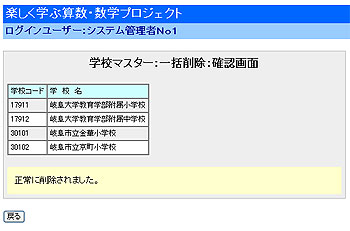 楽しく学ぶ算数・数学プロジェクト
ログインユーザー:システム管理者No1
学校マスター:一括削除:確認画面
学校コード 学 校 名
17911 岐阜大学教育学部附属小学校
17912 岐阜大学教育学部附属中学校
30101 岐阜市立金華小学校
30102 岐阜市立京町小学校
正常に削除されました。
戻る